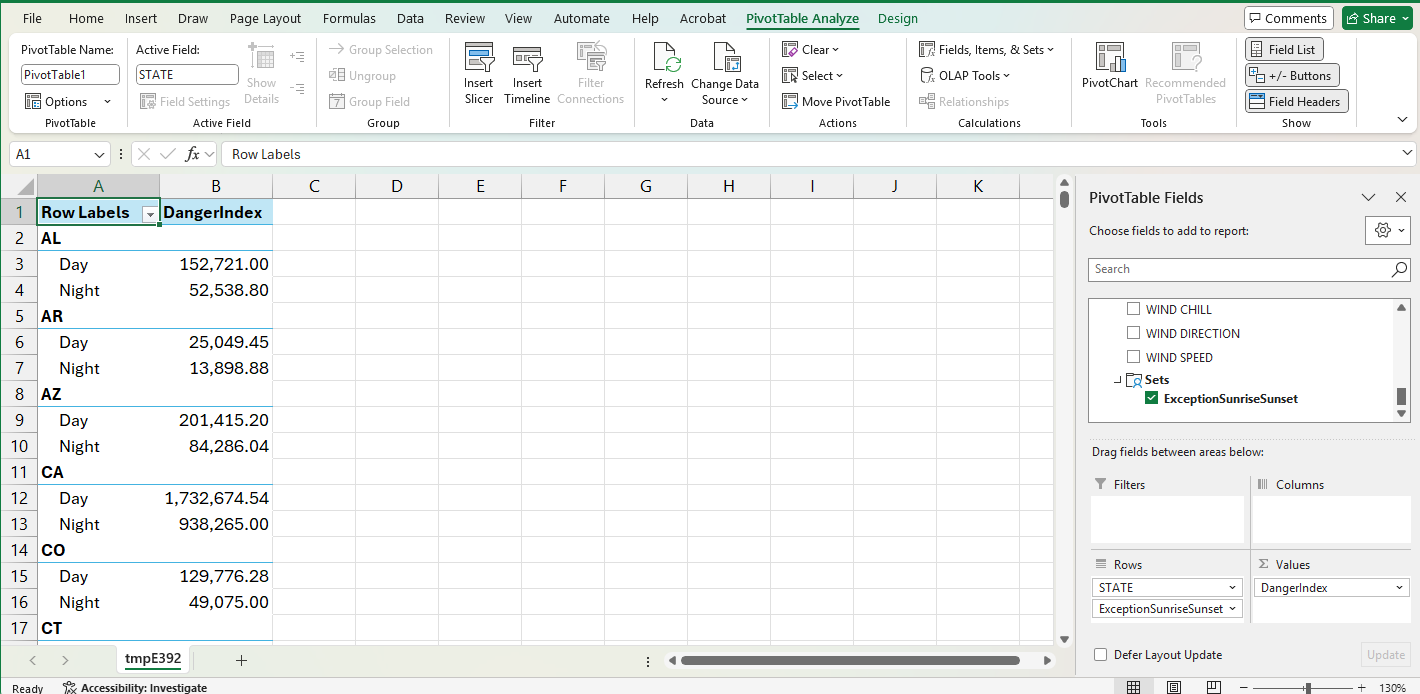 File Home Insert Draw Page Layout Formulas Data Review View Automate Help Acrobat PivotTable Analyze Design Comments Share
PivotTable Name: Active Field: Group Selection Clear Fields, Items, & Sets Field List
PivotTable1 STATE Show Details Ungroup Insert Slicer Insert Timeline Filter Connections Refresh Change Data Source Select OLAP Tools PivotChart Recommended PivotTables +/- Buttons
Options Field Settings 7 Group Field Move PivotTable Relationships Field Headers
PivotTable Active Field Group Filter Data Actions Calculations Tools Show
A1 fx Row Labels
A B C D E F G H I J K
1 Row Labels DangerIndex
2 AL
3 Day 152,721.00
4 Night 52,538.80
5 AR
6 Day 25,049.45
7 Night 13,898.88
8 AZ
9 Day 201,415.20
10 Night 84,286.04
11 CA
12 Day 1,732,674.54
13 Night 938,265.00
14 CO
15 Day 129,776.28
16 Night 49,075.00
17 CT
PivotTable Fields
Choose fields to add to report:
Search
WIND CHILL
WIND DIRECTION
WIND SPEED
Sets
ExceptionSunriseSunset
Drag fields between areas below:
Filters Columns
Rows Σ Values
STATE DangerIndex
ExceptionSunriseSunset
Defer Layout Update Update
tmpE392
Ready Accessibility: Investigate 130%